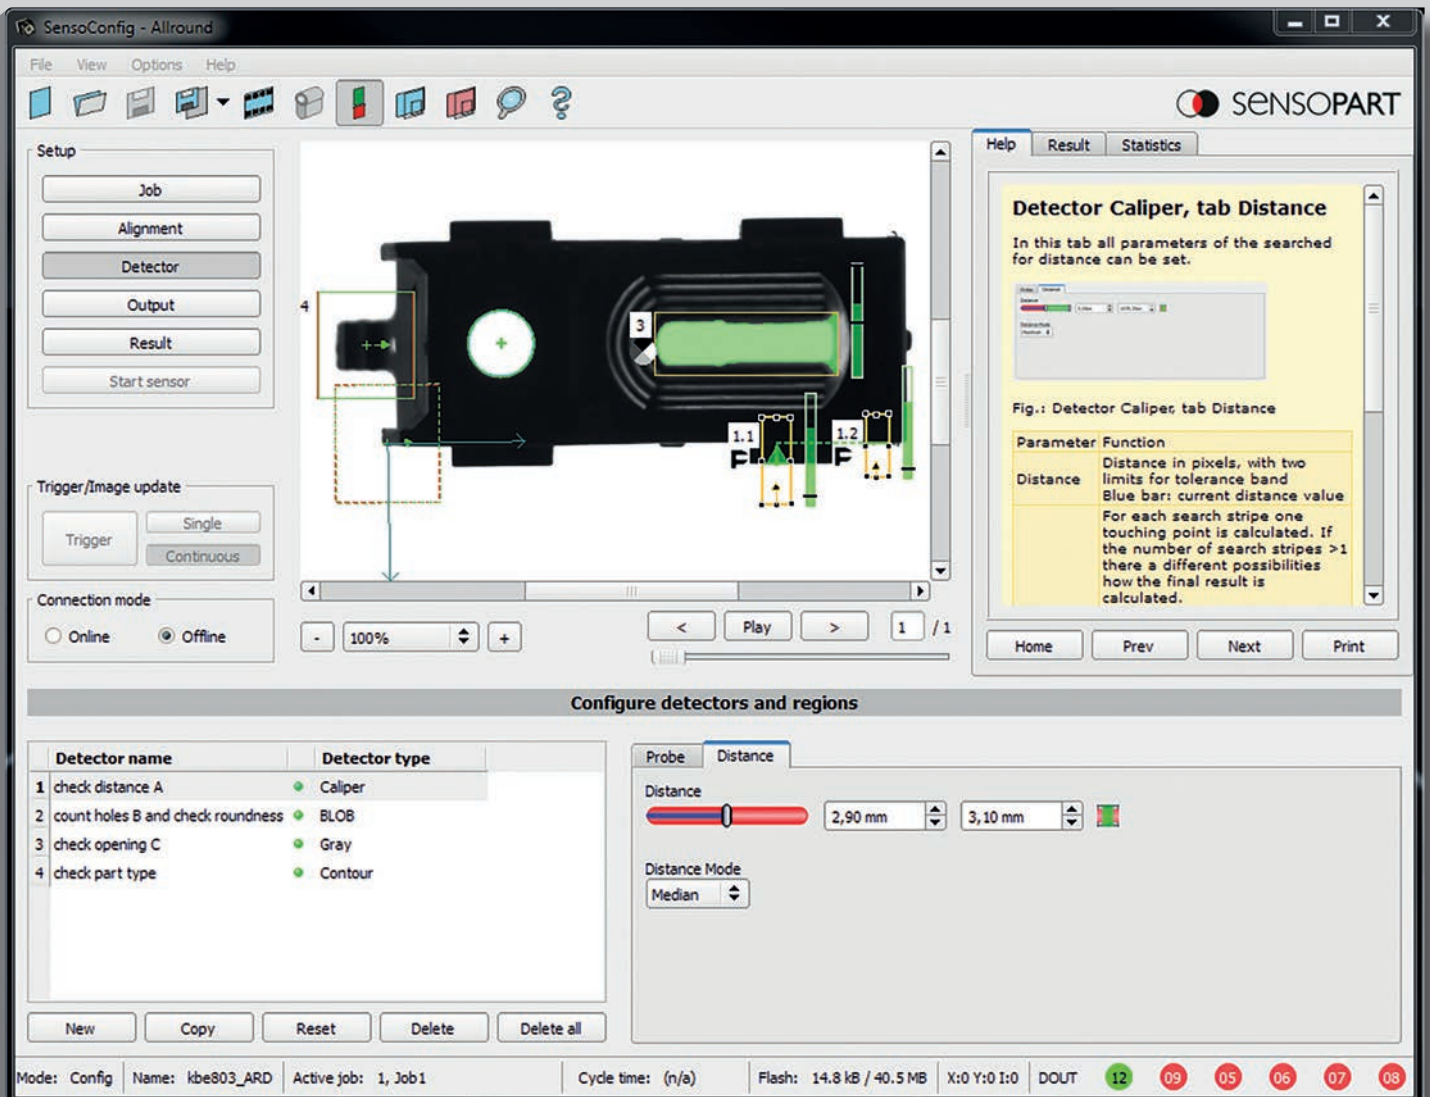 SensoConfig - Allround
File View Options Help
SENSOPART
Setup
Job
Alignment
Detector
Output
Result
Start sensor
Trigger/Image update
Trigger
Single
Continuous
Connection mode
Online Offline
4
3
1.1
1.2
- 100% +
< Play > 1 / 1
Help Result Statistics
Detector Caliper, tab Distance
In this tab all parameters of the searched
for distance can be set.
Fig.: Detector Caliper, tab Distance
Parameter Function
Distance
Distance in pixels, with two
limits for tolerance band
Blue bar: current distance value
For each search stripe one
touching point is calculated. If
the number of search stripes >1
there a different possibilities
how the final result is
calculated.
Home Prev Next Print
Configure detectors and regions
Detector name Detector type
1 check distance A Caliper
2 count holes B and check roundness BLOB
3 check opening C Gray
4 check part type Contour
New Copy Reset Delete Delete all
Probe Distance
Distance
2,90 mm 3,10 mm
Distance Mode
Median
Mode: Config Name: kbe803_ARD Active job: 1, Job1 Cycle time: (n/a) Flash: 14.8 kB / 40.5 MB X:0 Y:0 I:0 DOUT 12 09 05 06 07 08